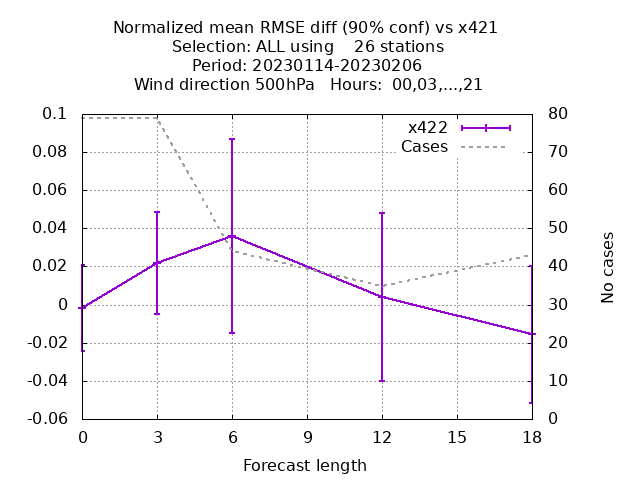 Normalized mean RMSE diff (90% conf) vs x421
Selection: ALL using    26 stations
Period: 20230114-20230206
Wind direction 500hPa   Hours:  00,03,...,21
0.1
0.08
0.06
0.04
0.02
0
-0.02
-0.04
-0.06
80
70
60
50
40
30
20
10
0
x422
Cases
No cases
0 3 6 9 12 15 18
Forecast length